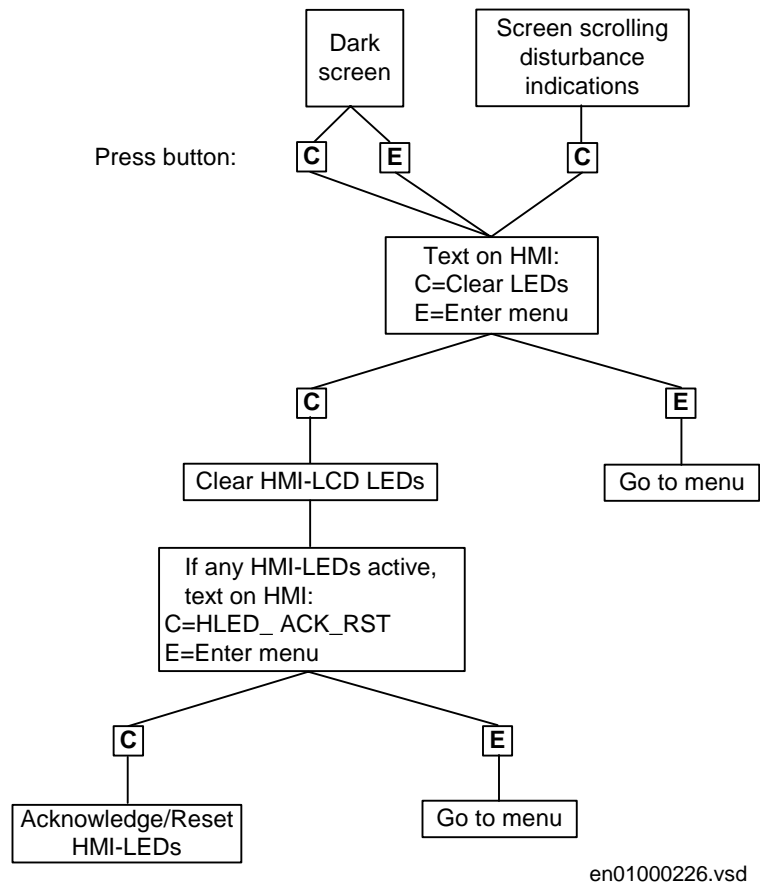 Dark
screen
Screen scrolling
disturbance
indications
Press button:
C
E
C
Text on HMI:
C=Clear LEDs
E=Enter menu
C
E
Clear HMI-LCD LEDs
Go to menu
If any HMI-LEDs active,
text on HMI:
C=HLED_ ACK_RST
E=Enter menu
C
E
Acknowledge/Reset
HMI-LEDs
Go to menu
en01000226.vsd